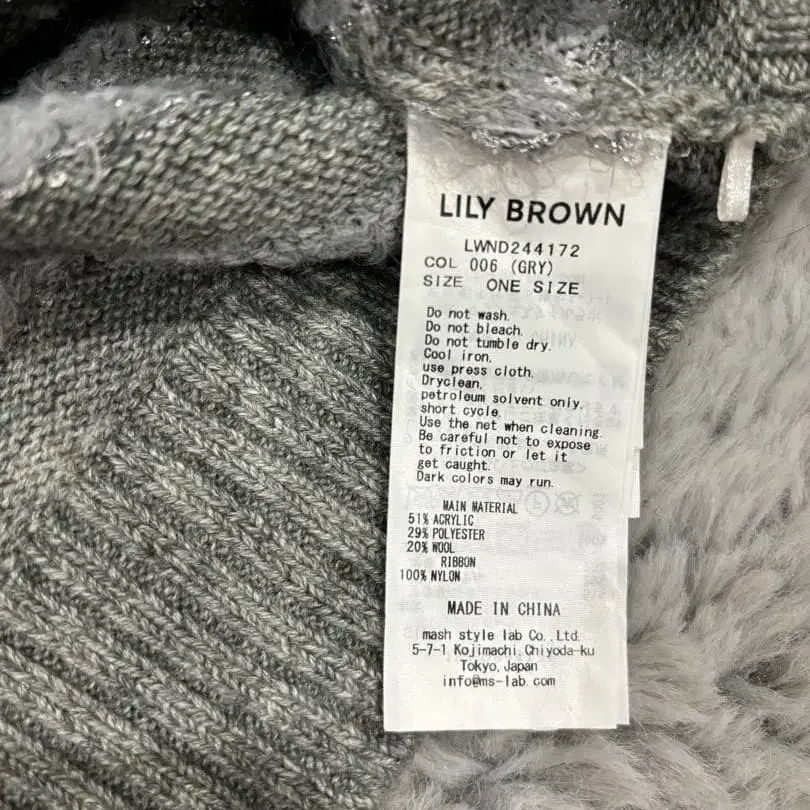 LILY BROWN
LWND244172
COL 006 (GRY)
SIZE ONE SIZE
Do not wash.
Do not bleach.
Do not tumble dry.
Cool iron.
use press cloth.
Dryclean.
petroleum solvent only.
short cycle.
Use the net when cleaning.
Be careful not to expose
to friction or let it
get caught.
Dark colors may run.
MAIN MATERIAL
51% ACRYLIC
29% POLYESTER
20% WOOL
RIBBON
100% NYLON
MADE IN CHINA
mash style lab Co., Ltd.
5-7-1 Kojimachi, Chiyoda-ku
Tokyo, Japan
info@ms-lab.com